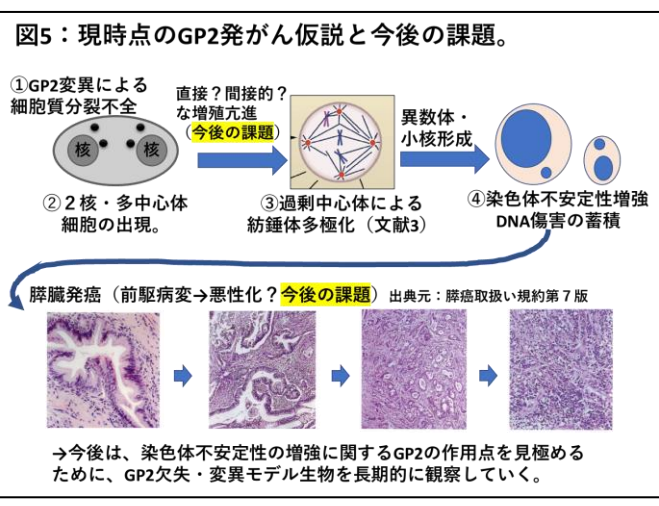 図5：現時点のGP2発がん仮説と今後の課題。
①GP2変異による
細胞質分裂不全
核
核
②２核・多中心体
細胞の出現。
直接？間接的？
な増殖亢進
（今後の課題）
③過剰中心体による
紡錘体多極化（文献3）
異数体・
小核形成
④染色体不安定性増強
DNA傷害の蓄積
膵臓発癌（前駆病変→悪性化？今後の課題）出典元：膵癌取扱い規約第７版
→今後は、染色体不安定性の増強に関するGP2の作用点を見極める
ために、GP2欠失・変異モデル生物を長期的に観察していく。